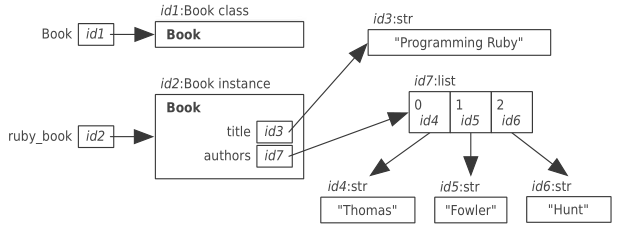 id1:Book class
Book id1
Book
id3:str
"Programming Ruby"
id2:Book instance
Book
ruby_book id2
title id3
authors id7
id7:list
0 1 2
id4 id5 id6
id4:str
"Thomas"
id5:str
"Fowler"
id6:str
"Hunt"